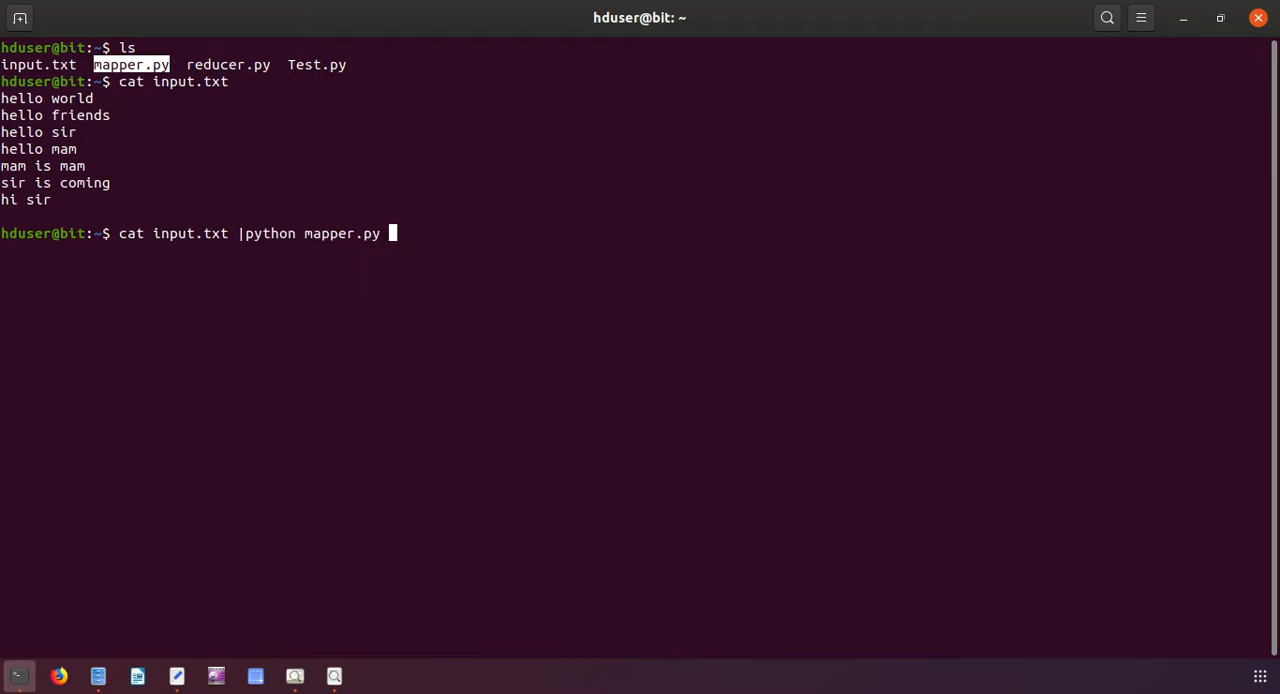 hduser@bit: ~
hduser@bit:~$ ls
input.txt  mapper.py  reducer.py  Test.py
hduser@bit:~$ cat input.txt
hello world
hello friends
hello sir
hello mam
mam is mam
sir is coming
hi sir
hduser@bit:~$ cat input.txt |python mapper.py